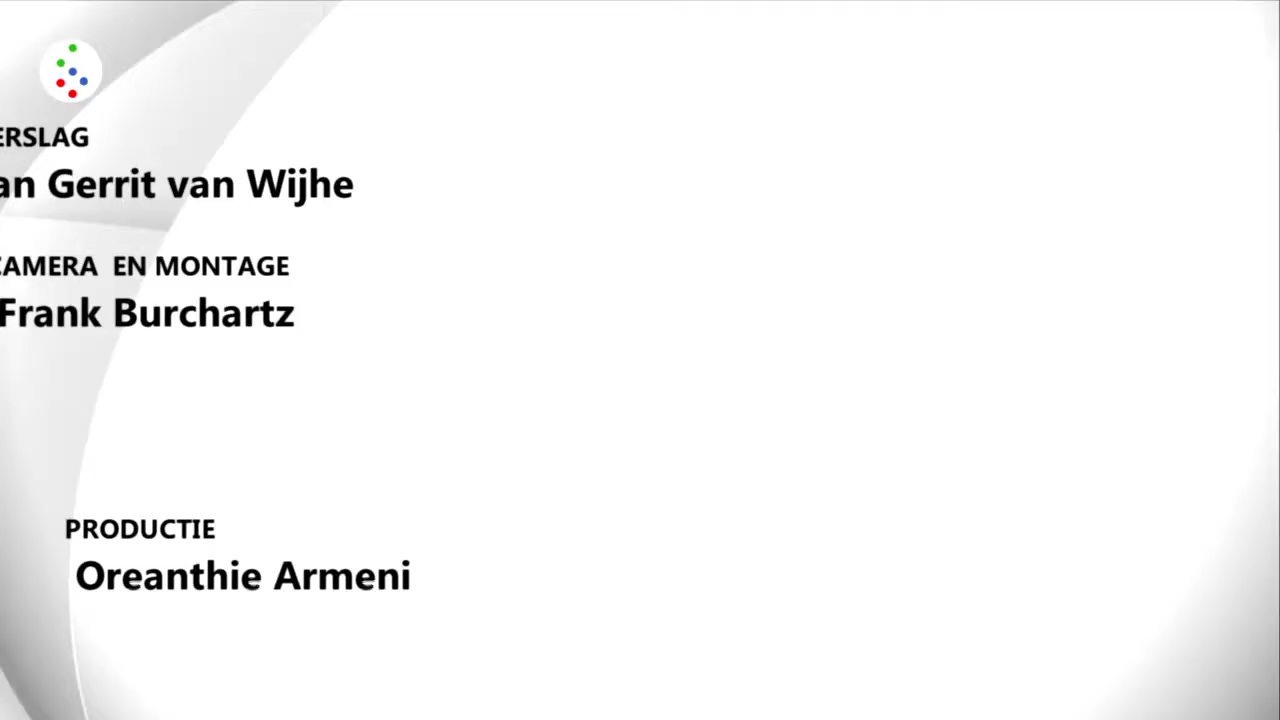 ERSLAG
an Gerrit van Wijhe
CAMERA EN MONTAGE
Frank Burchartz
PRODUCTIE
Oreanthie Armeni